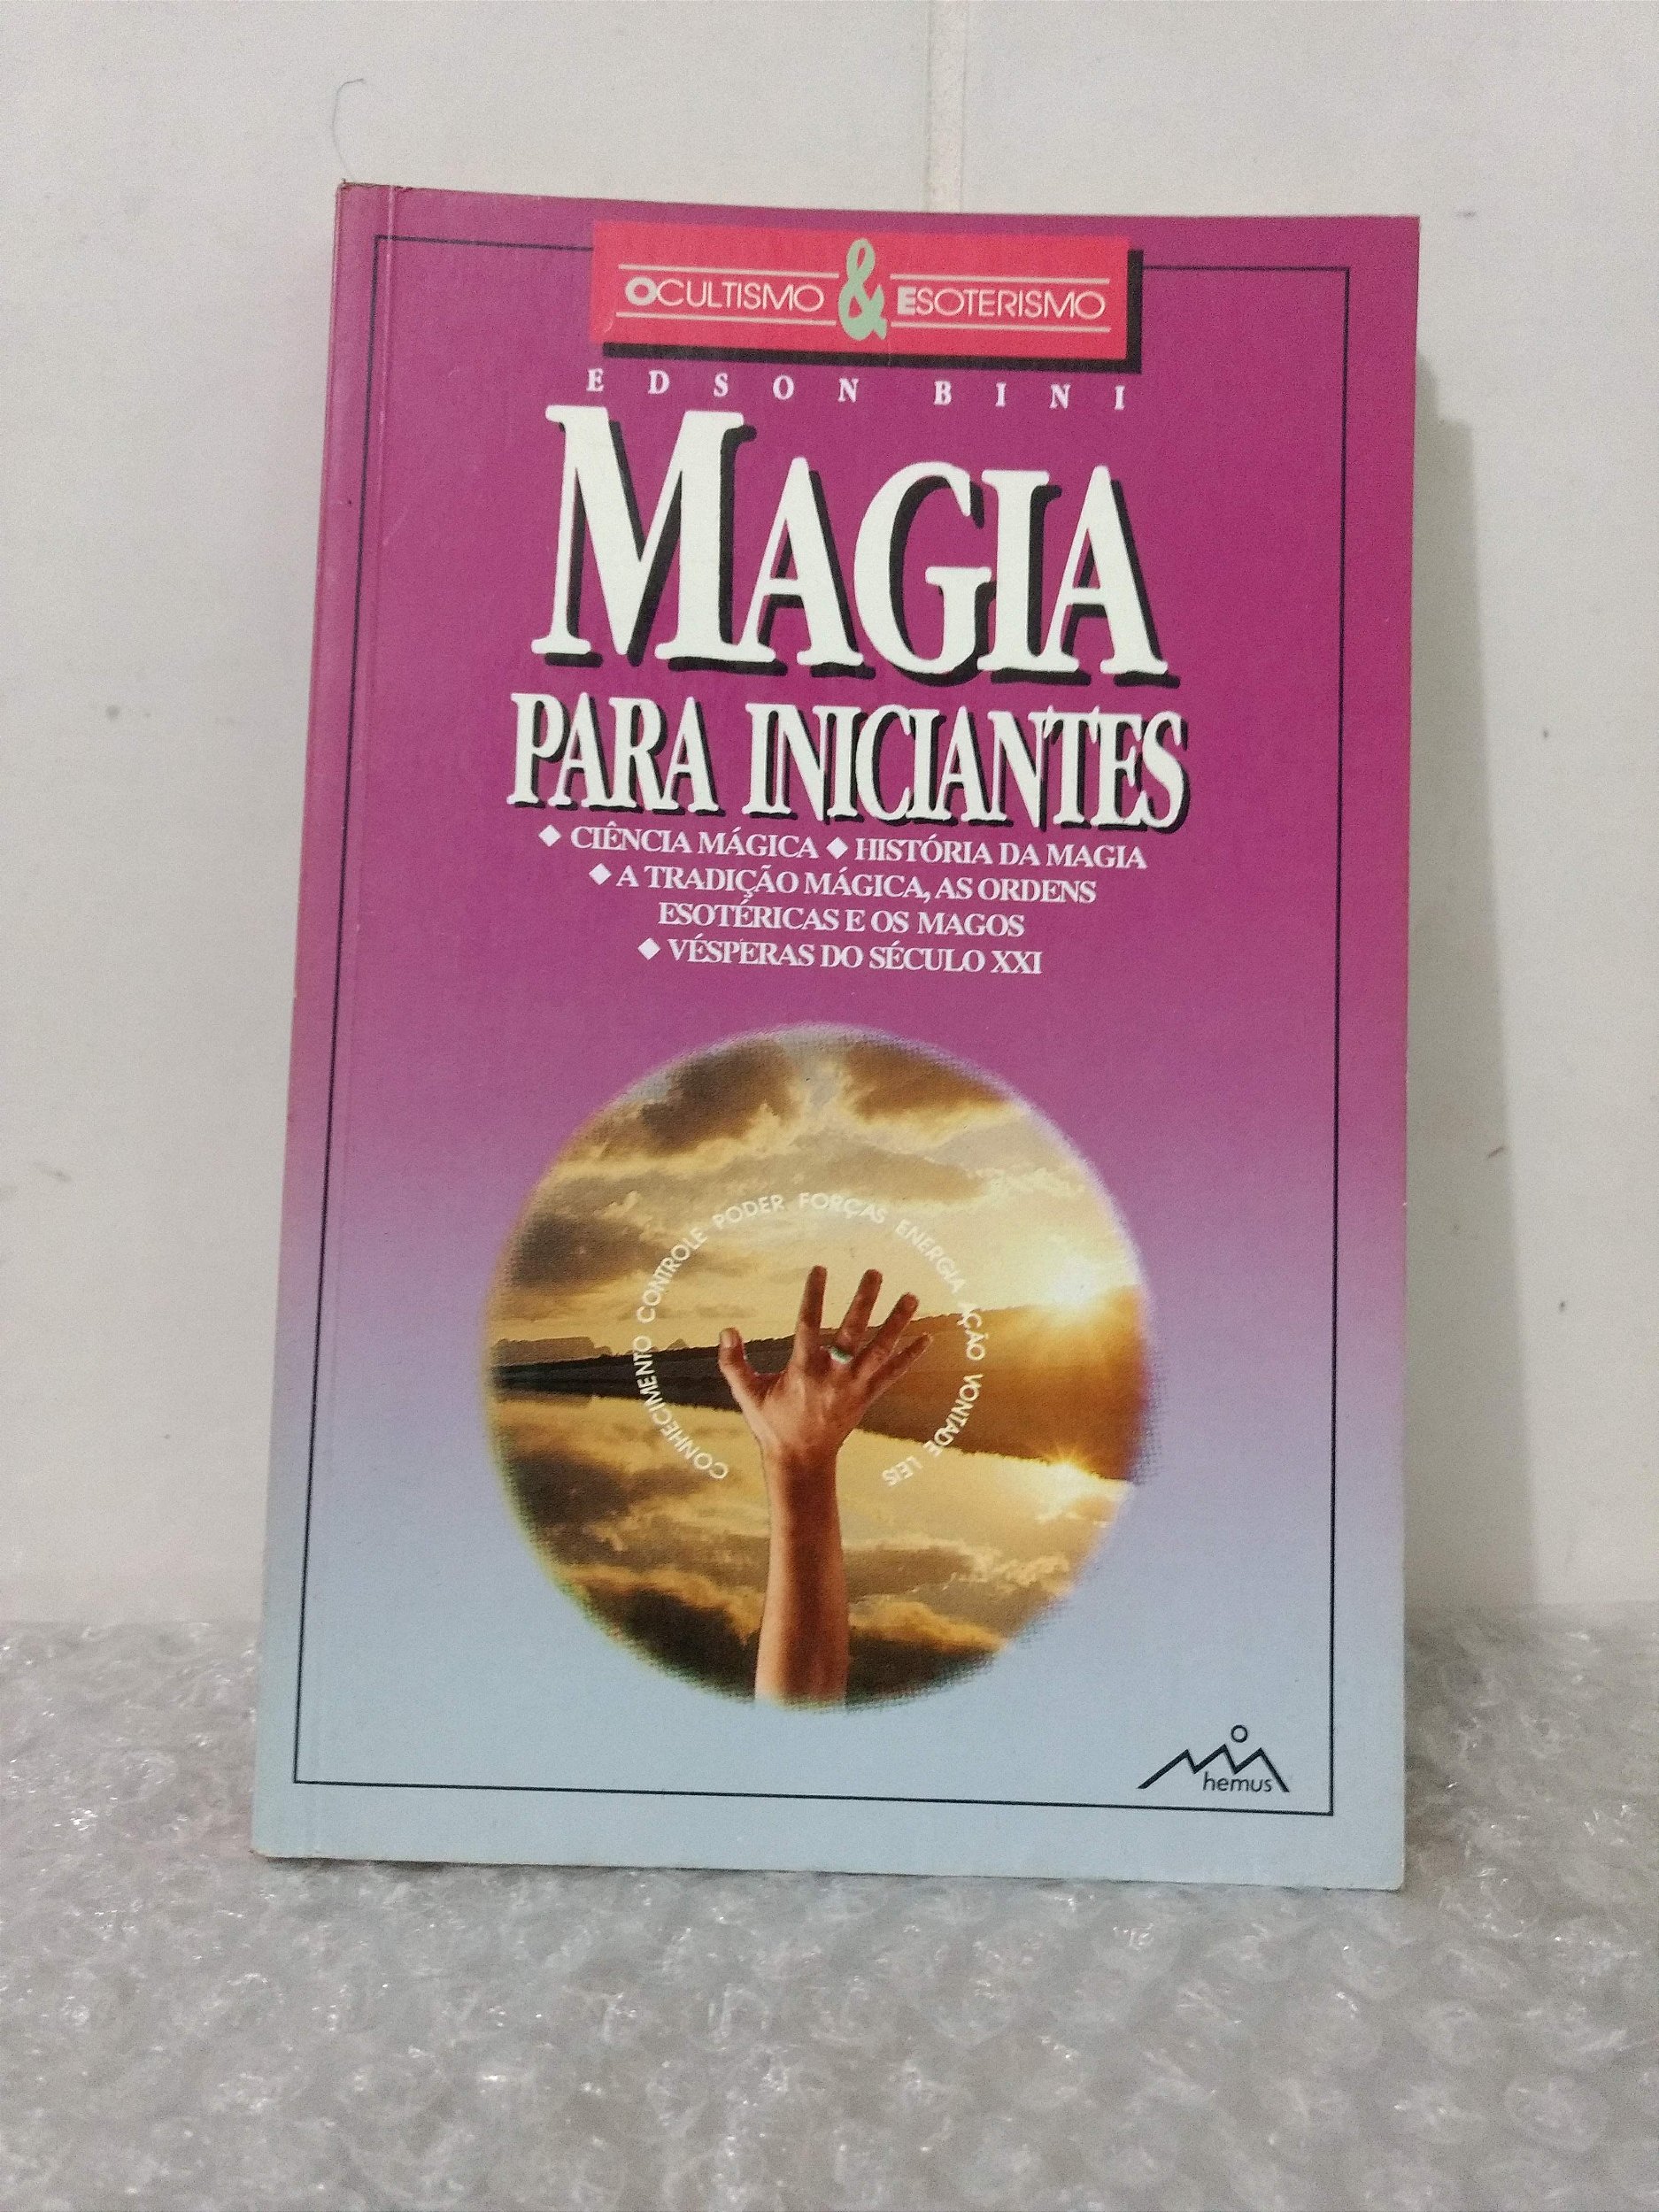 OCULTISMO & ESOTERISMO
EDSON BINI
MAGIA
PARA INICIANTES
◆ CIÊNCIA MÁGICA ◆ HISTÓRIA DA MAGIA
◆ A TRADIÇÃO MÁGICA, AS ORDENS
ESOTÉRICAS E OS MAGOS
◆ VÉSPERAS DO SÉCULO XXI
CONHECIMENTO CONTROLE PODER FORÇAS ENERGIA AÇÃO VONTADE LEIS
hemus